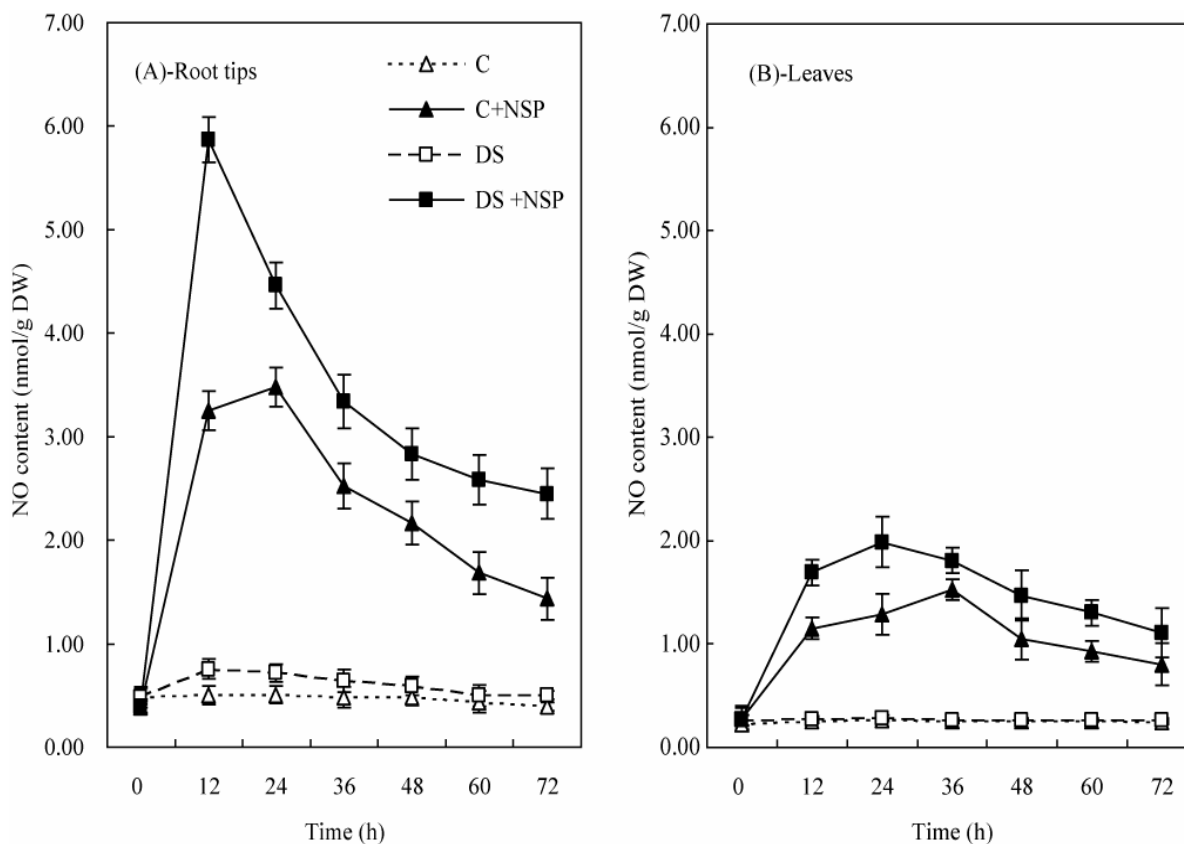 7.00
6.00
5.00
4.00
3.00
2.00
1.00
0.00
NO content (nmol/g DW)
(A)-Root tips
C
C+NSP
DS
DS +NSP
0 12 24 36 48 60 72
Time (h)
7.00
6.00
5.00
4.00
3.00
2.00
1.00
0.00
NO content (nmol/g DW)
(B)-Leaves
0 12 24 36 48 60 72
Time (h)